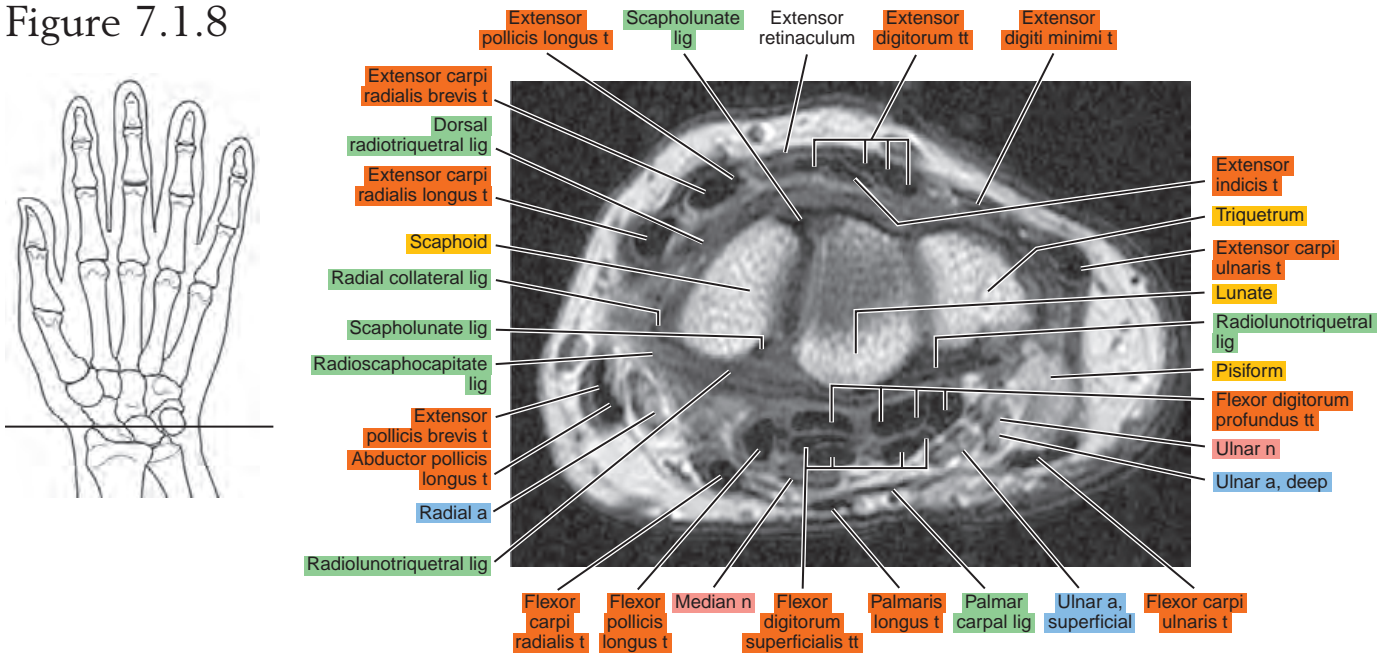 Figure 7.1.8
Extensor
pollicis longus t
Scapholunate
lig
Extensor
retinaculum
Extensor
digitorum tt
Extensor
digiti minimi t
Extensor carpi
radialis brevis t
Dorsal
radiotriquetral lig
Extensor carpi
radialis longus t
Scaphoid
Radial collateral lig
Scapholunate lig
Radioscaphocapitate
lig
Extensor
pollicis brevis t
Abductor pollicis
longus t
Radial a
Radiolunotriquetral lig
Extensor
indicis t
Triquetrum
Extensor carpi
ulnaris t
Lunate
Radiolunotriquetral
lig
Pisiform
Flexor digitorum
profundus tt
Ulnar n
Ulnar a, deep
Flexor
carpi
radialis t
Flexor
pollicis
longus t
Median n
Flexor
digitorum
superficialis tt
Palmaris
longus t
Palmar
carpal lig
Ulnar a,
superficial
Flexor carpi
ulnaris t